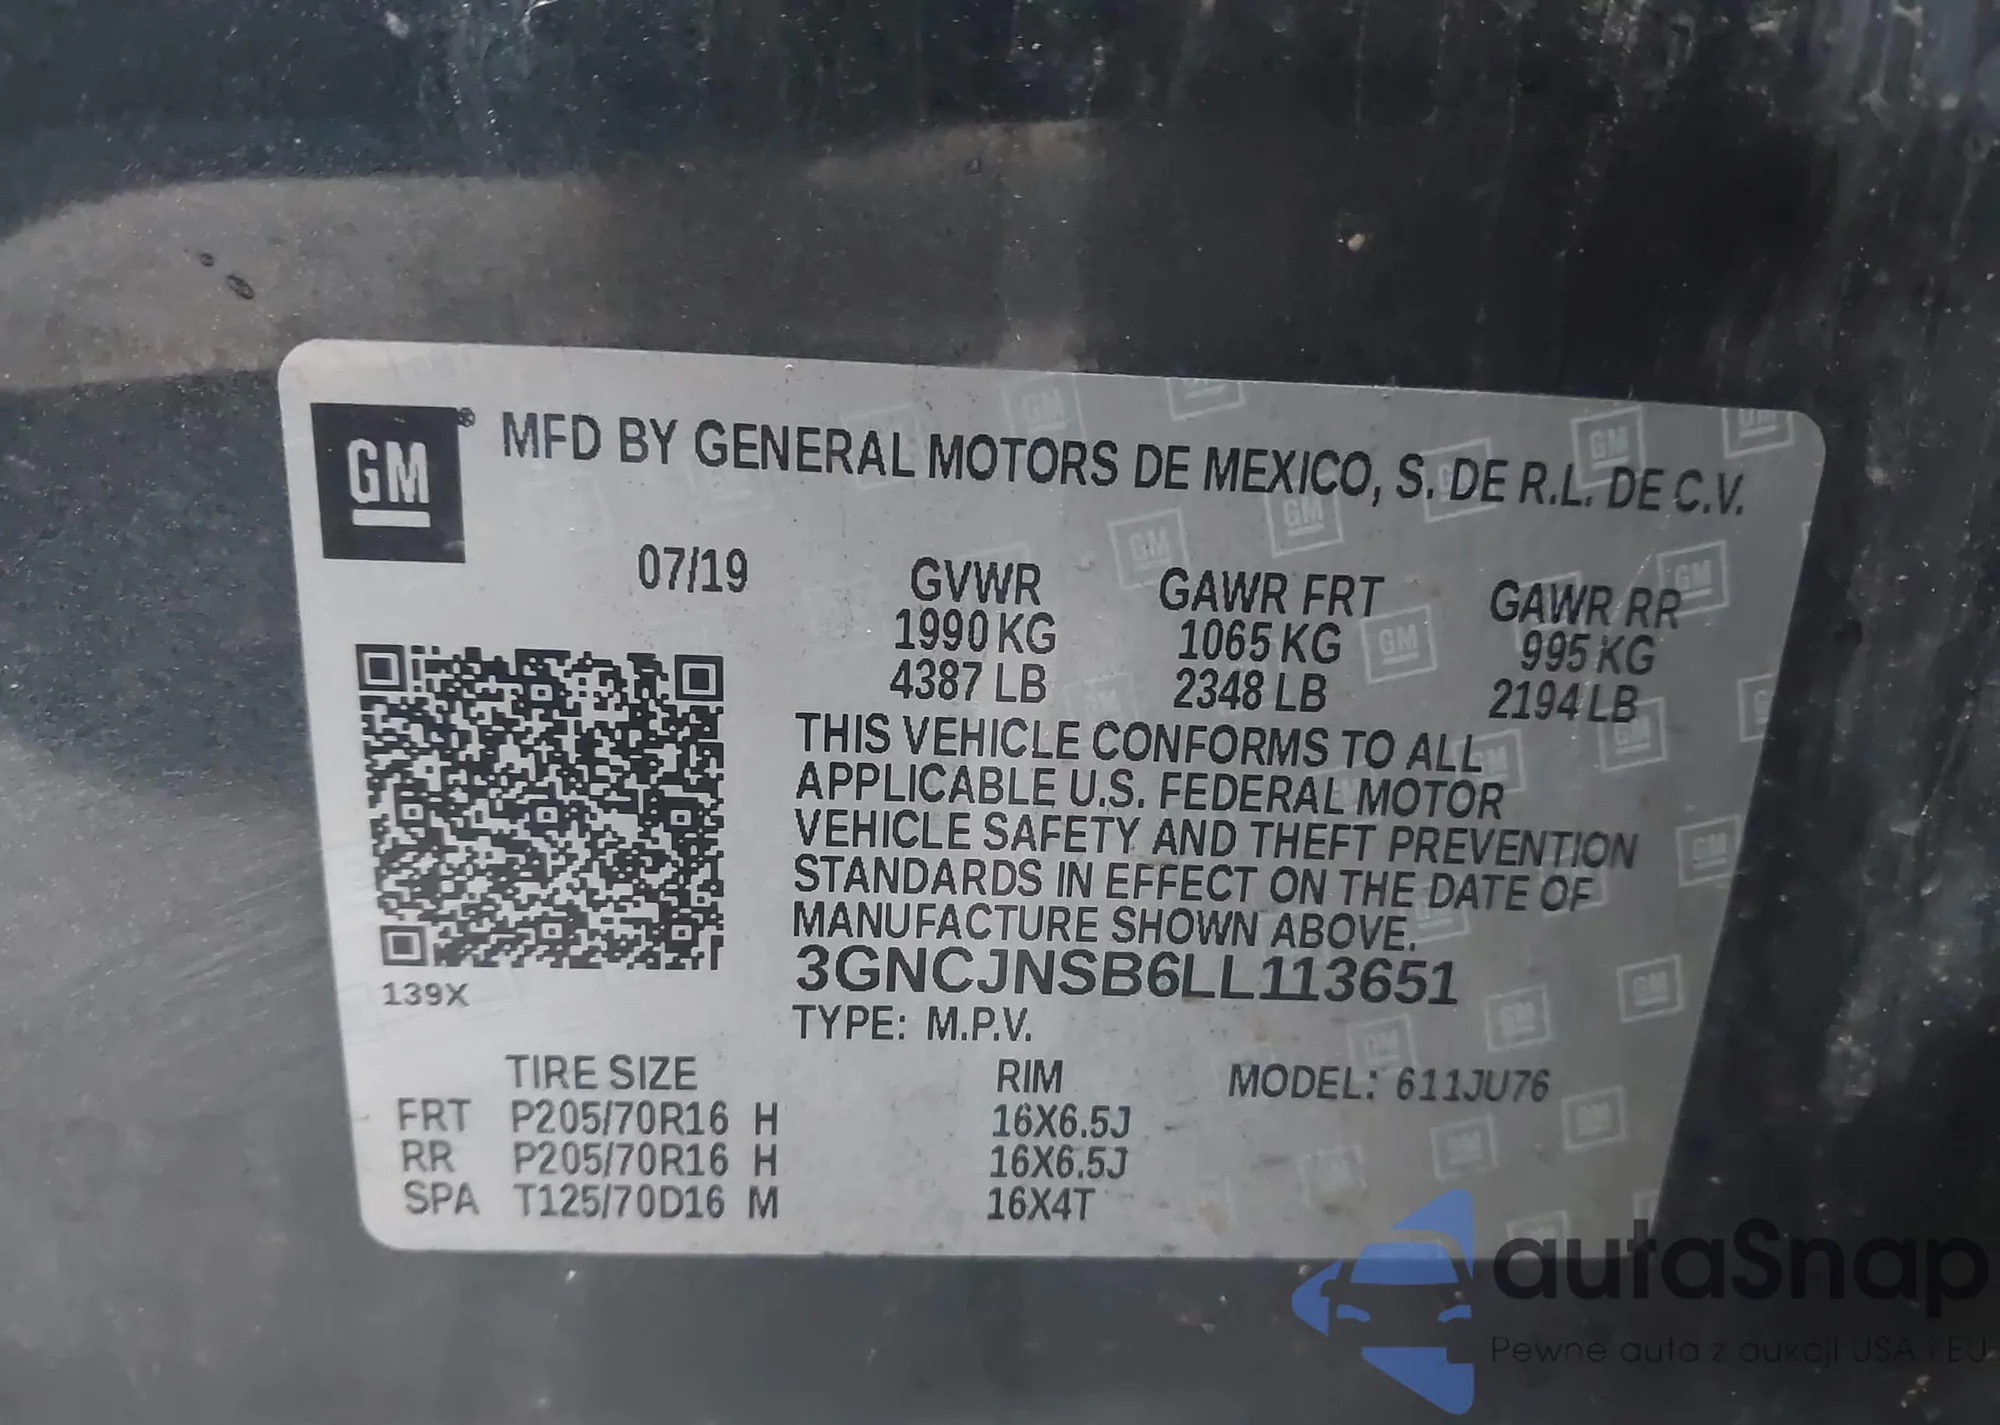 GM®
MFD BY GENERAL MOTORS DE MEXICO, S. DE R.L. DE C.V.
07/19
GVWR GAWR FRT GAWR RR
1990 KG 1065 KG 995 KG
4387 LB 2348 LB 2194 LB
THIS VEHICLE CONFORMS TO ALL
APPLICABLE U.S. FEDERAL MOTOR
VEHICLE SAFETY AND THEFT PREVENTION
STANDARDS IN EFFECT ON THE DATE OF
MANUFACTURE SHOWN ABOVE.
3GNCJNSB6LL113651
139X
TYPE: M.P.V.
TIRE SIZE RIM MODEL: 611JU76
FRT P205/70R16 H 16X6.5J
RR P205/70R16 H 16X6.5J
SPA T125/70D16 M 16X4T
autaSnap
Pewne auta z aukcji USA i EU